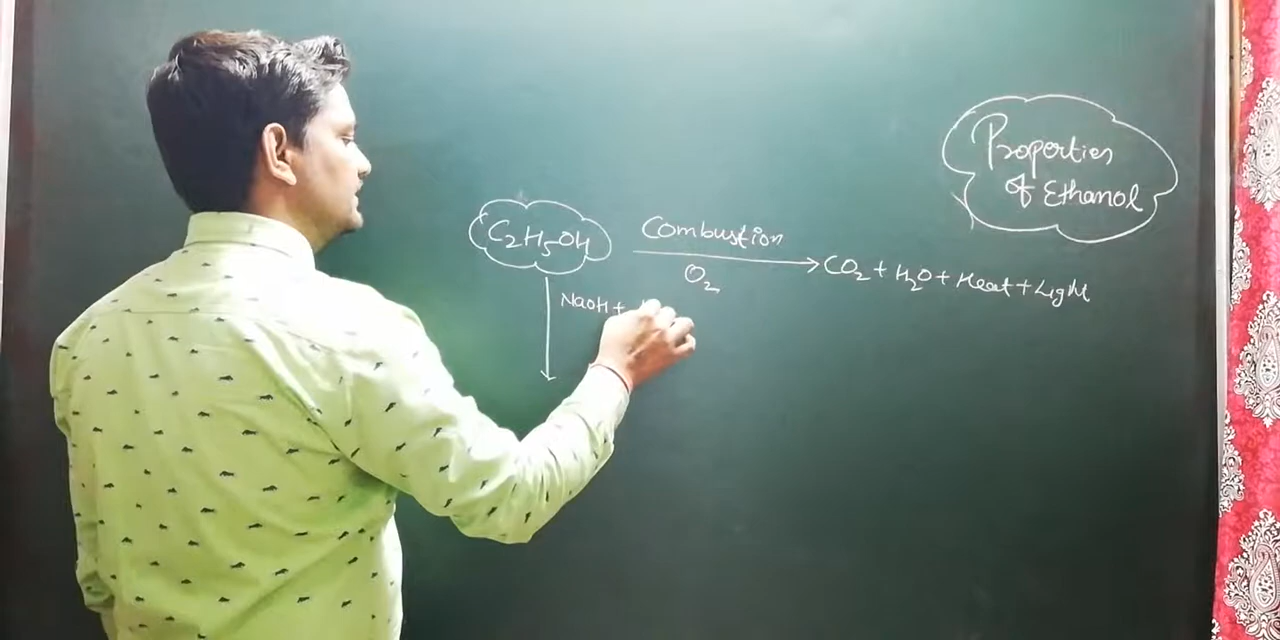 Properties
of Ethanol
C2H5OH
Combustion
O2
CO2 + H2O + Heat + Light
NaOH +